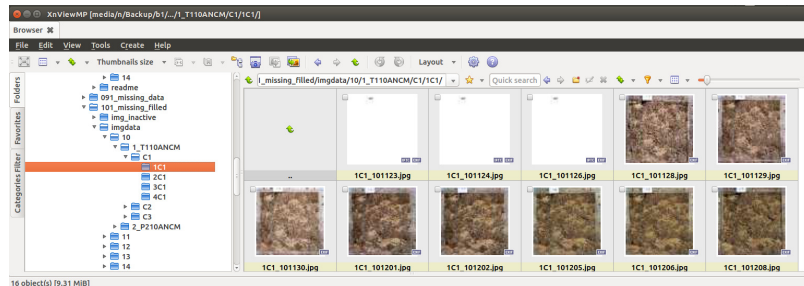 XnViewMP [media/n/Backup/b1/.../1_T110ANCM/C1/1C1/]
Browser
File Edit View Tools Create Help
Thumbnails size
Layout
14
readme
091_missing_data
101_missing_filled
img_inactive
imgdata
10
1_T110ANCM
C1
1C1
2C1
3C1
4C1
C2
C3
2_P210ANCM
11
12
13
14
Folders
Favorites
Categories Filter
l_missing_filled/imgdata/10/1_T110ANCM/C1/1C1/
Quick search
..
1C1_101123.jpg
1C1_101124.jpg
1C1_101126.jpg
1C1_101128.jpg
1C1_101129.jpg
1C1_101130.jpg
1C1_101201.jpg
1C1_101202.jpg
1C1_101205.jpg
1C1_101206.jpg
1C1_101208.jpg
16 object(s) [9.31 MiB]